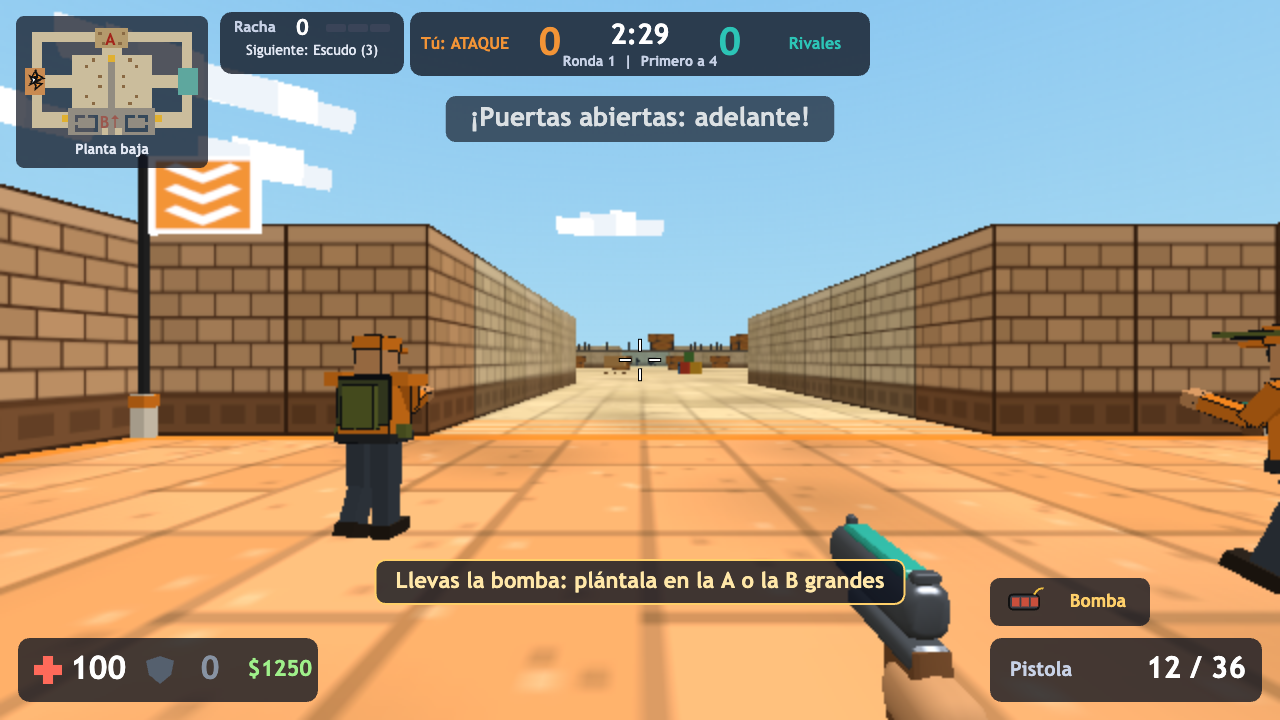 A
B↑
Planta baja
Racha 0
Siguiente: Escudo (3)
Tú: ATAQUE 0 2:29 0 Rivales
Ronda 1 | Primero a 4
¡Puertas abiertas: adelante!
Llevas la bomba: plántala en la A o la B grandes
Bomba
100 0 $1250
Pistola 12 / 36